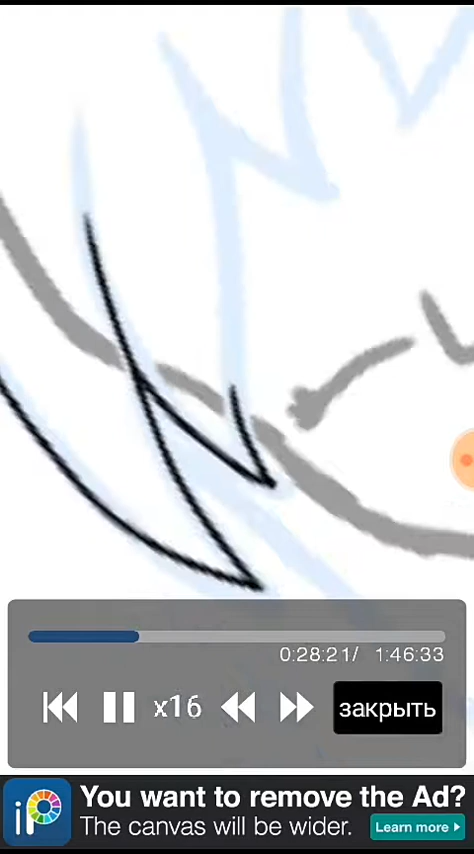 0:28:21/ 1:46:33
x16
закрыть
iP
You want to remove the Ad?
The canvas will be wider.
Learn more